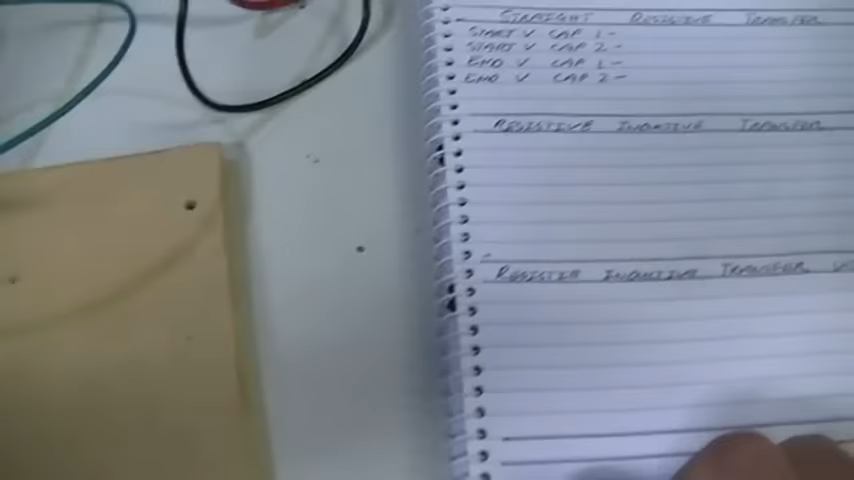 STRAIGHT RESISTIVE TRANSFER
START V CAP 1-
START V CAP 2-
END V CAP 1-
END V CAP 2-
RESISTIVE INDUCTIVE TRANSFER
RESISTIVE INDUCTIVE TRANSFER